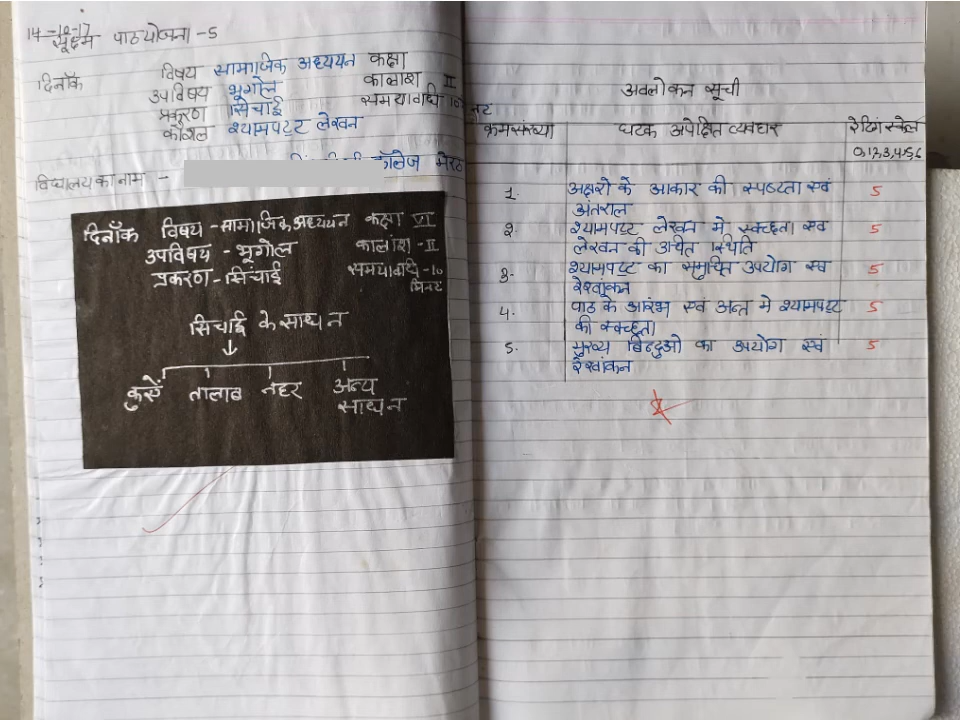 14-10-17
सूक्ष्म पाठयोजना -5
दिनाँक विषय सामाजिक अध्ययन कक्षा
उपविषय भूगोल कालांश II
प्रकरण सिंचाई समयावधि 10 नट
कौशल श्यामपट्ट लेखन
विद्यालय का नाम - कॉलेज मेरठ
दिनाँक विषय - सामाजिक अध्ययन कक्षा VI
उपविषय - भूगोल कालांश - II
प्रकरण - सिंचाई समयावधि - 10
मिनट
सिचाई के साधन
↓
कुएँ तालाब नहर अन्य
साधन
अवलोकन सूची
क्रमसंख्या घटक अपेक्षित व्यवहार रेटिंग स्केल
0,1,2,3,4,5,6
1. अक्षरो के आकार की स्पष्टता एवं 5
अंतराल
2. श्यामपट्ट लेखन मे स्वच्छता एवं 5
लेखन की उचित स्थिति
3. श्यामपट्ट का समुचित उपयोग एवं 5
रेखांकन
4. पाठ के आरंभ एवं अन्त मे श्यामपट्ट 5
की स्वच्छता
5. मुख्य बिन्दुओ का उपयोग एवं 5
रेखांकन